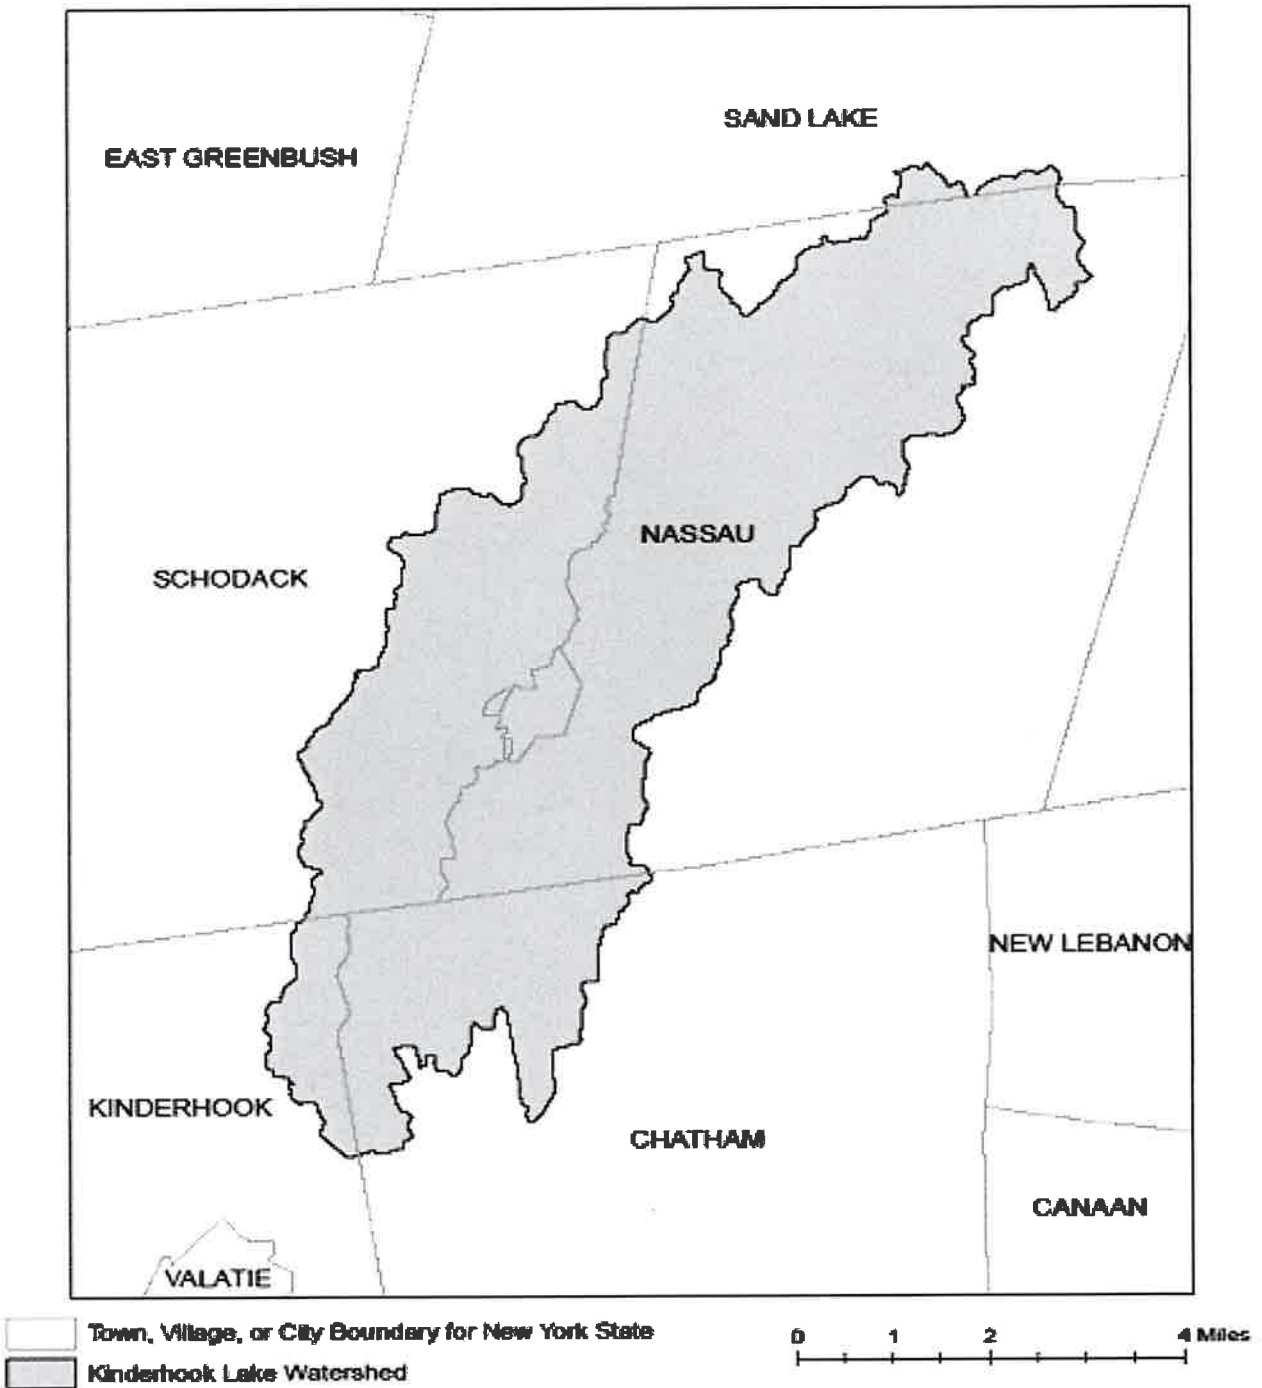 SAND LAKE
EAST GREENBUSH
NASSAU
SCHODACK
NEW LEBANON
KINDERHOOK
CHATHAM
CANAAN
VALATIE
Town, Village, or City Boundary for New York State
Kinderhook Lake Watershed
0 1 2 4 Miles